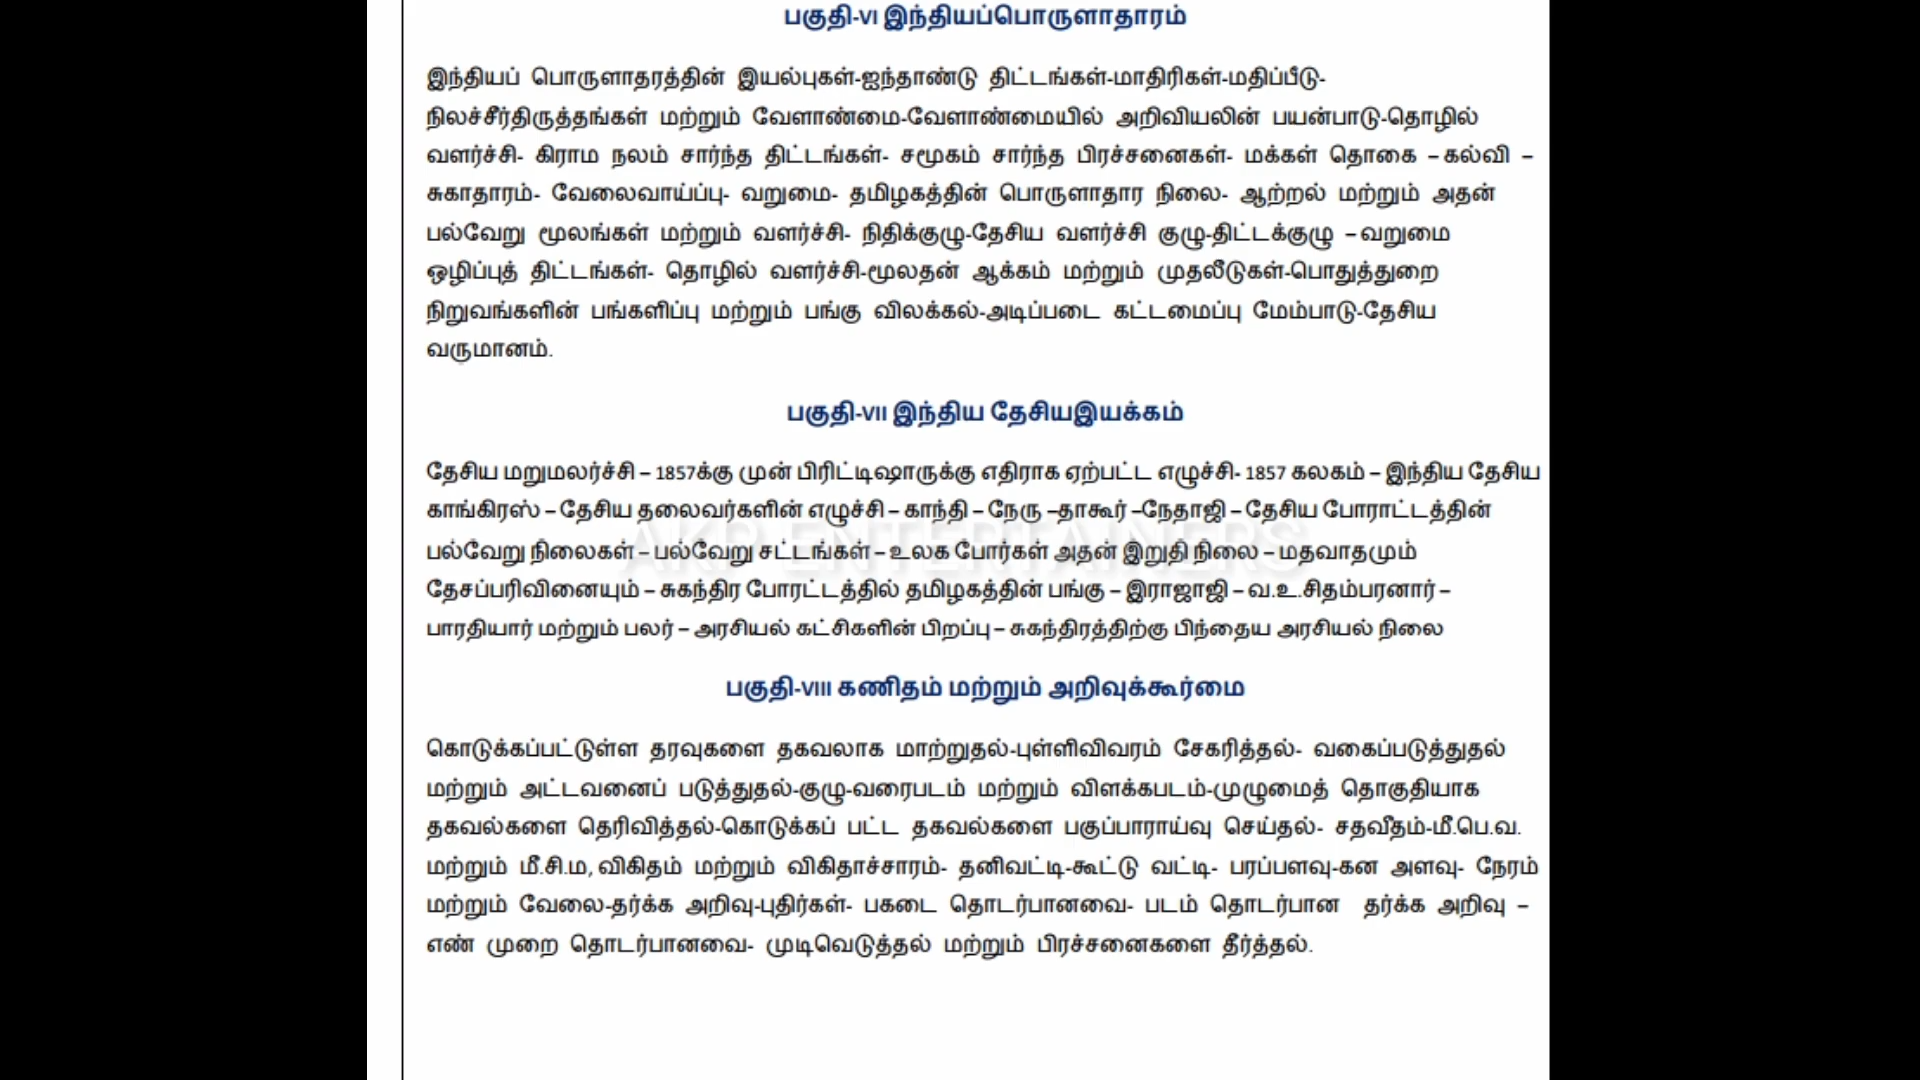 பகுதி-VI இந்தியப்பொருளாதாரம்
இந்தியப் பொருளாதரத்தின் இயல்புகள்-ஐந்தாண்டு திட்டங்கள்-மாதிரிகள்-மதிப்பீடு-
நிலச்சீர்திருத்தங்கள் மற்றும் வேளாண்மை-வேளாண்மையில் அறிவியலின் பயன்பாடு-தொழில்
வளர்ச்சி- கிராம நலம் சார்ந்த திட்டங்கள்- சமூகம் சார்ந்த பிரச்சனைகள்- மக்கள் தொகை – கல்வி –
சுகாதாரம்- வேலைவாய்ப்பு- வறுமை- தமிழகத்தின் பொருளாதார நிலை- ஆற்றல் மற்றும் அதன்
பல்வேறு மூலங்கள் மற்றும் வளர்ச்சி- நிதிக்குழு-தேசிய வளர்ச்சி குழு-திட்டக்குழு – வறுமை
ஒழிப்புத் திட்டங்கள்- தொழில் வளர்ச்சி-மூலதன் ஆக்கம் மற்றும் முதலீடுகள்-பொதுத்துறை
நிறுவங்களின் பங்களிப்பு மற்றும் பங்கு விலக்கல்-அடிப்படை கட்டமைப்பு மேம்பாடு-தேசிய
வருமானம்.
பகுதி-VII இந்திய தேசியஇயக்கம்
தேசிய மறுமலர்ச்சி – 1857க்கு முன் பிரிட்டிஷாருக்கு எதிராக ஏற்பட்ட எழுச்சி- 1857 கலகம் – இந்திய தேசிய
காங்கிரஸ் – தேசிய தலைவர்களின் எழுச்சி – காந்தி – நேரு –தாகூர் –நேதாஜி – தேசிய போராட்டத்தின்
பல்வேறு நிலைகள் – பல்வேறு சட்டங்கள் – உலக போர்கள் அதன் இறுதி நிலை – மதவாதமும்
AKP ENTERTAINERS
தேசப்பரிவினையும் – சுகந்திர போரட்டத்தில் தமிழகத்தின் பங்கு – இராஜாஜி – வ.உ.சிதம்பரனார் –
பாரதியார் மற்றும் பலர் – அரசியல் கட்சிகளின் பிறப்பு – சுகந்திரத்திற்கு பிந்தைய அரசியல் நிலை
பகுதி-VIII கணிதம் மற்றும் அறிவுக்கூர்மை
கொடுக்கப்பட்டுள்ள தரவுகளை தகவலாக மாற்றுதல்-புள்ளிவிவரம் சேகரித்தல்- வகைப்படுத்துதல்
மற்றும் அட்டவனைப் படுத்துதல்-குழு-வரைபடம் மற்றும் விளக்கபடம்-முழுமைத் தொகுதியாக
தகவல்களை தெரிவித்தல்-கொடுக்கப் பட்ட தகவல்களை பகுப்பாராய்வு செய்தல்- சதவீதம்-மீ.பெ.வ.
மற்றும் மீ.சி.ம, விகிதம் மற்றும் விகிதாச்சாரம்- தனிவட்டி-கூட்டு வட்டி- பரப்பளவு-கன அளவு- நேரம்
மற்றும் வேலை-தர்க்க அறிவு-புதிர்கள்- பகடை தொடர்பானவை- படம் தொடர்பான தர்க்க அறிவு –
எண் முறை தொடர்பானவை- முடிவெடுத்தல் மற்றும் பிரச்சனைகளை தீர்த்தல்.